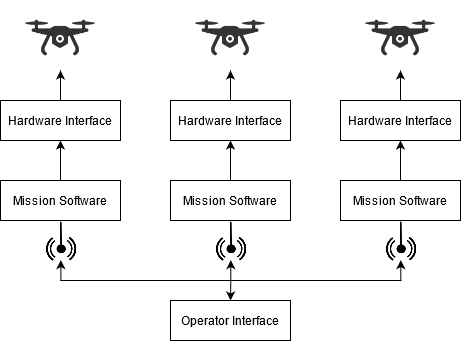 Hardware Interface
Hardware Interface
Hardware Interface
Mission Software
Mission Software
Mission Software
Operator Interface